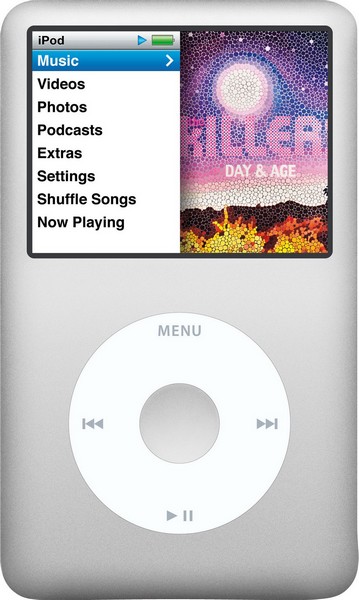 iPod
Music
Videos
Photos
Podcasts
Extras
Settings
Shuffle Songs
Now Playing
KILLER
DAY & AGE
MENU